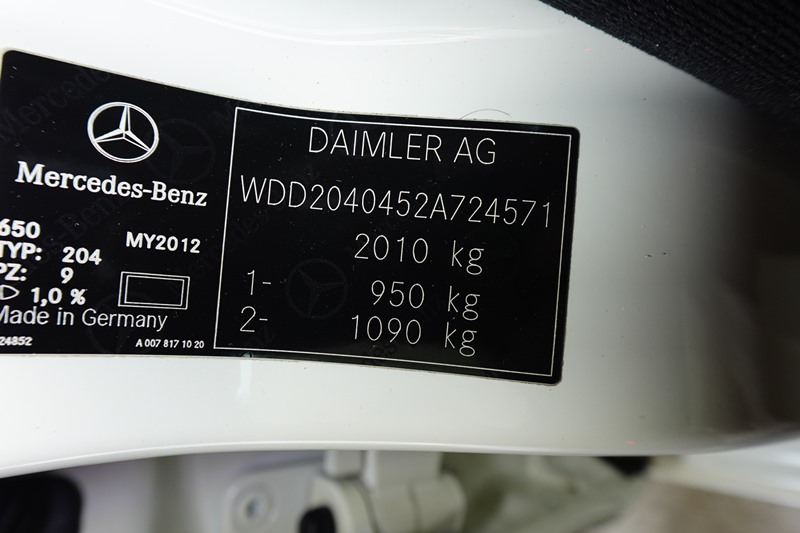 Mercedes-Benz
650
TYP: 204
PZ: 9
MY2012
1,0 %
Made in Germany
24852
A 007 817 10 20
DAIMLER AG
WDD2040452A724571
2010 kg
1- 950 kg
2- 1090 kg